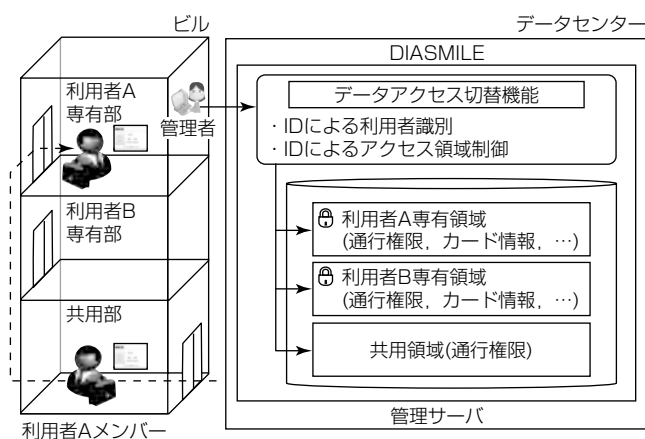 ビル
利用者A
専有部
管理者
利用者B
専有部
共用部
利用者Aメンバー
データセンター
DIASMILE
データアクセス切替機能
・IDによる利用者識別
・IDによるアクセス領域制御
利用者A専有領域
(通行権限，カード情報，…)
利用者B専有領域
(通行権限，カード情報，…)
共用領域(通行権限)
管理サーバ